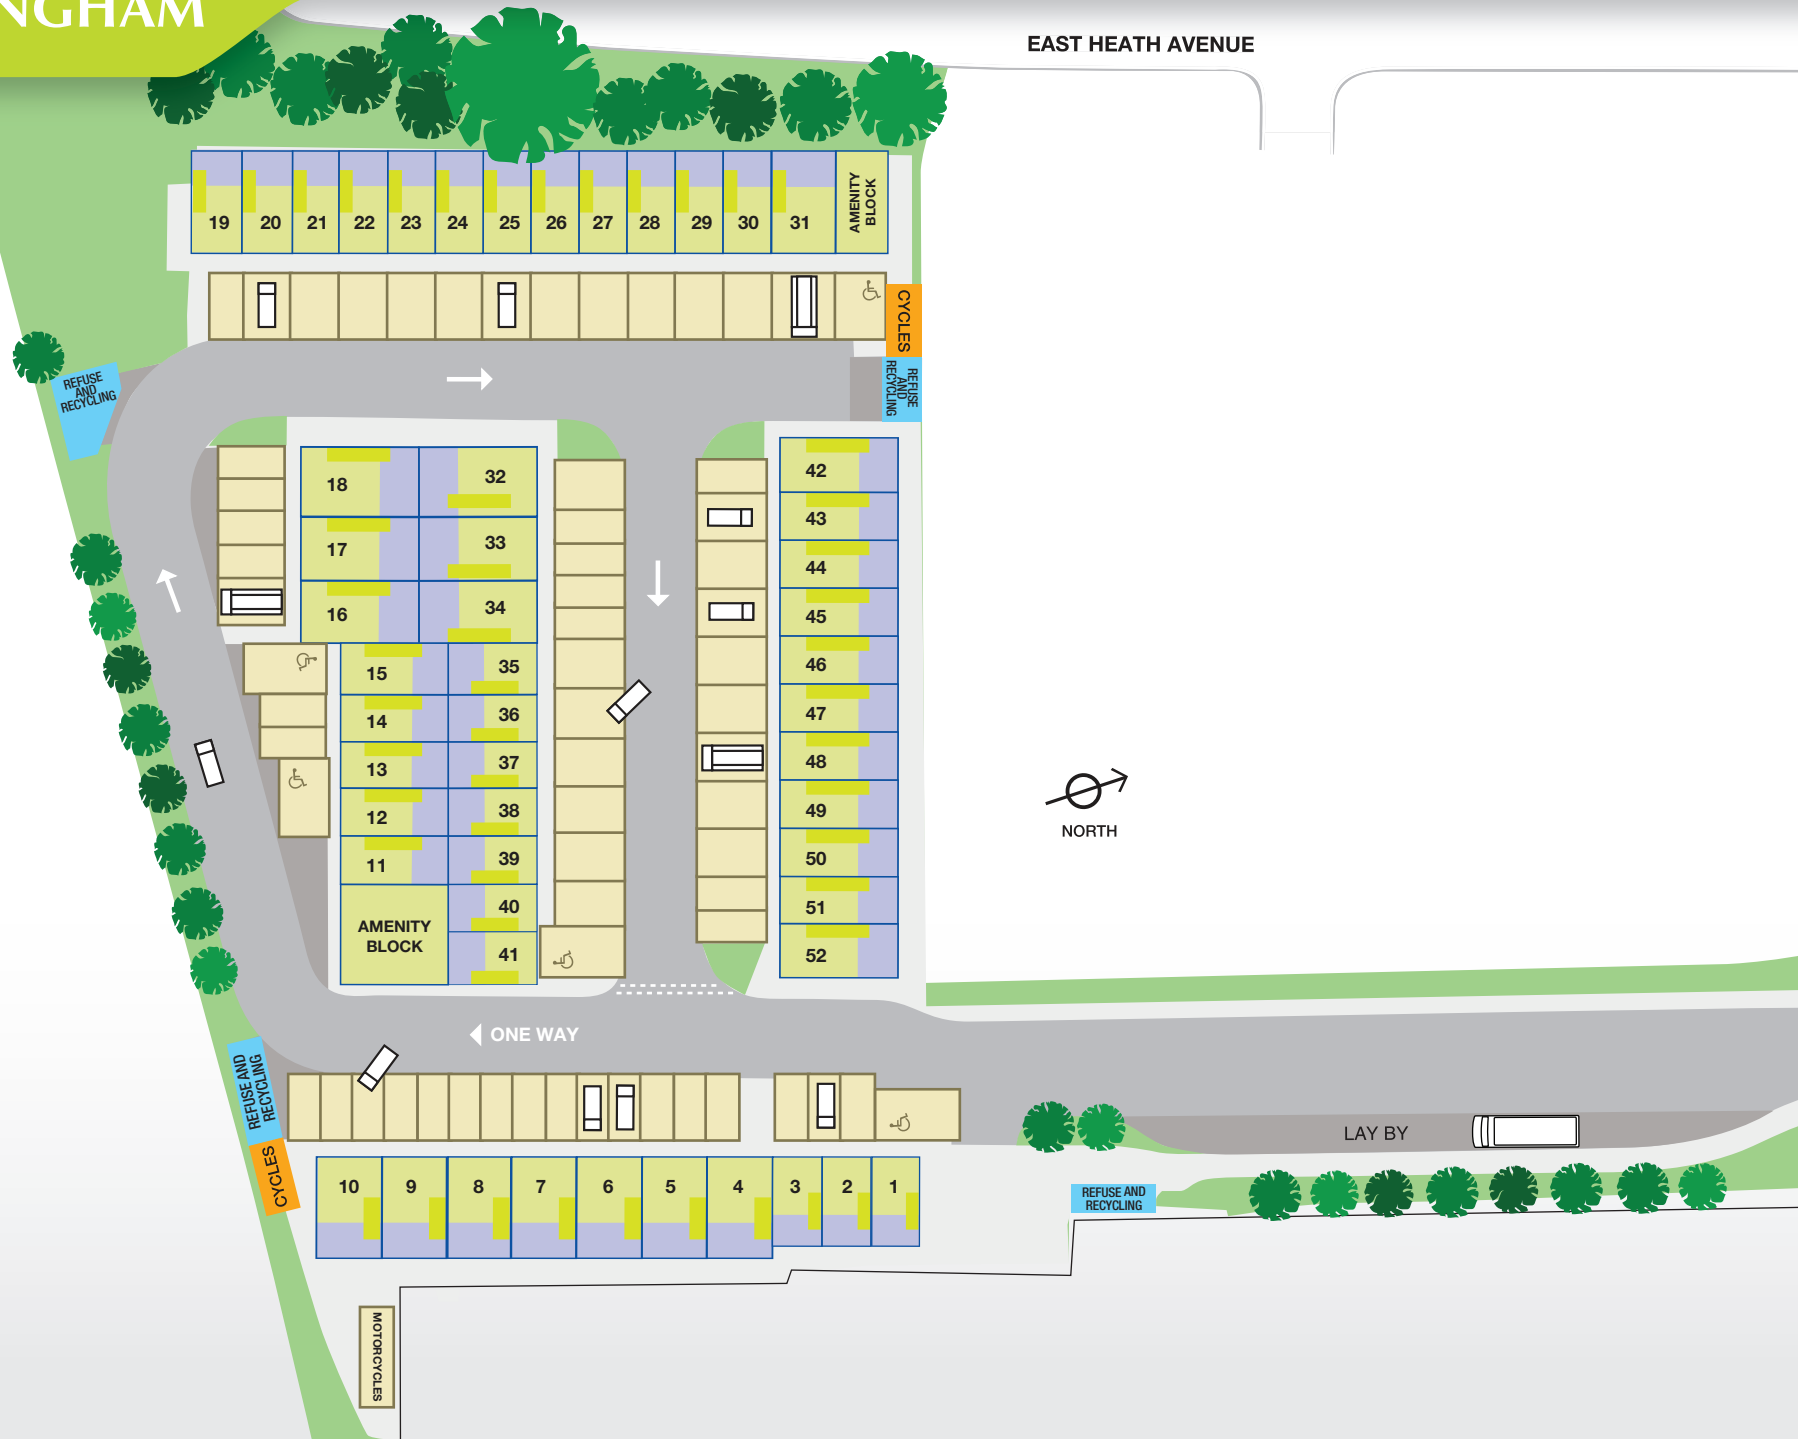 NGHAM
EAST HEATH AVENUE
19 20 21 22 23 24 25 26 27 28 29 30 31
AMENITY
BLOCK
CYCLES
REFUSE
AND
RECYCLING
REFUSE
AND
RECYCLING
18
17
16
15
14
13
12
11
AMENITY
BLOCK
32
33
34
35
36
37
38
39
40
41
42
43
44
45
46
47
48
49
50
51
52
NORTH
ONE WAY
REFUSE AND
RECYCLING
CYCLES
LAY BY
10 9 8 7 6 5 4 3 2 1
REFUSE AND
RECYCLING
MOTORCYCLES